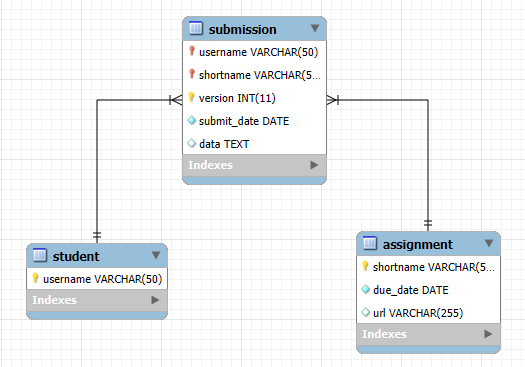 submission
username VARCHAR(50)
shortname VARCHAR(5...
version INT(11)
submit_date DATE
data TEXT
Indexes
student
username VARCHAR(50)
Indexes
assignment
shortname VARCHAR(5...
due_date DATE
url VARCHAR(255)
Indexes